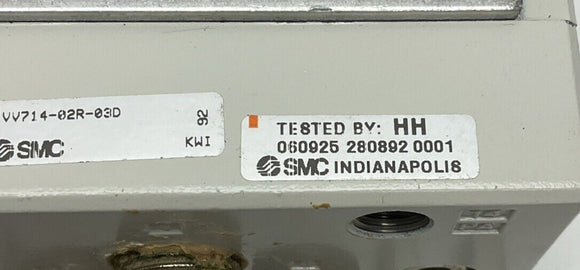 VV714-02R-03D
92
KWI
SMC
TESTED BY: HH
060925 280892 0001
SMC INDIANAPOLIS